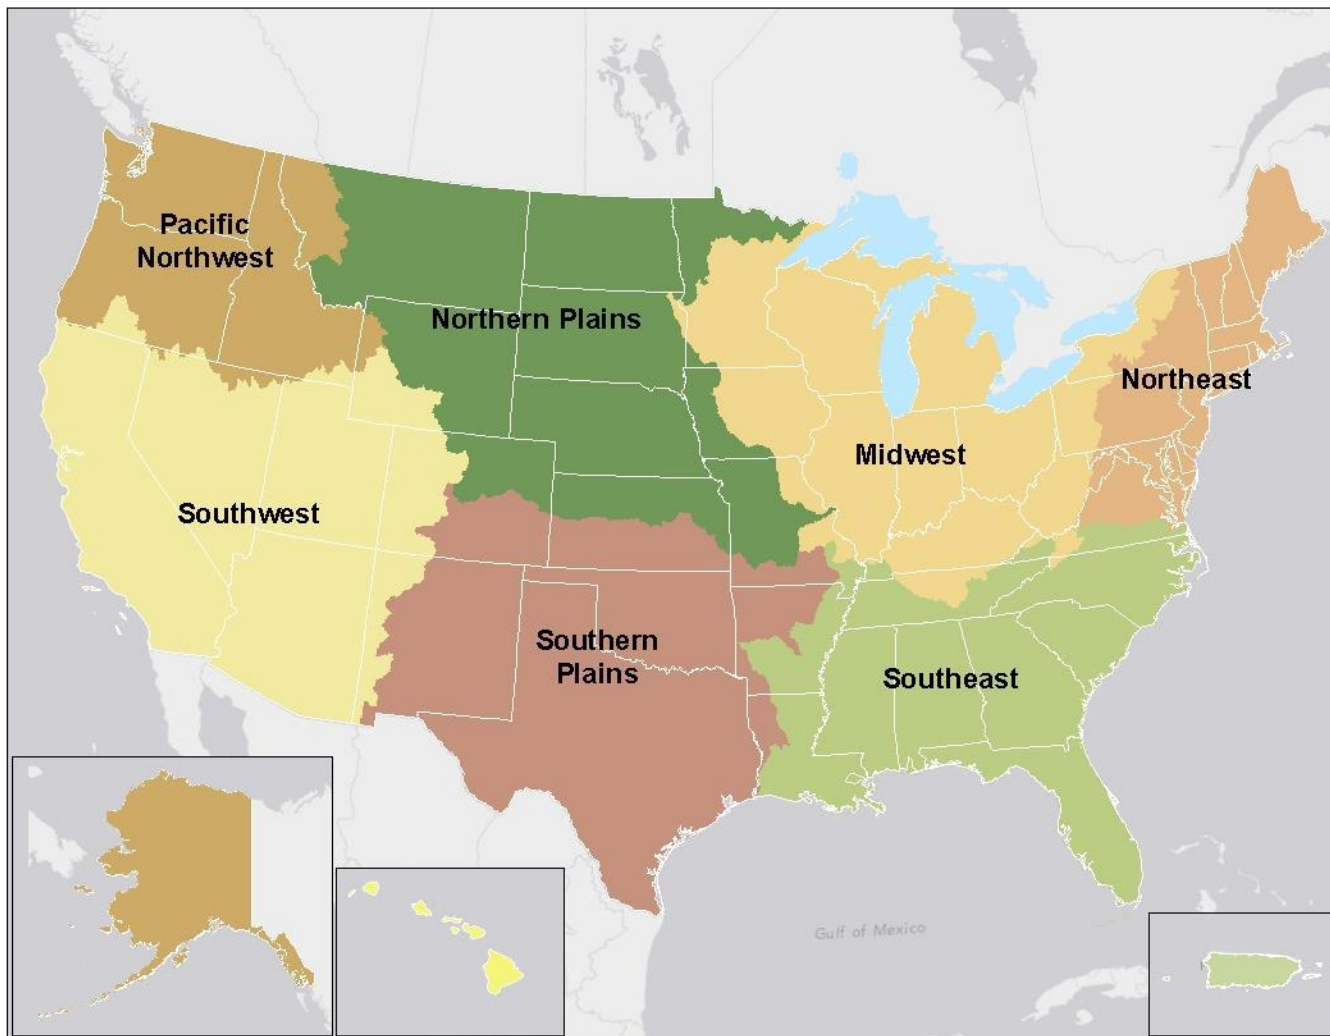 Pacific
Northwest
Northern Plains
Northeast
Midwest
Southwest
Southern
Plains
Southeast
Gulf of Mexico